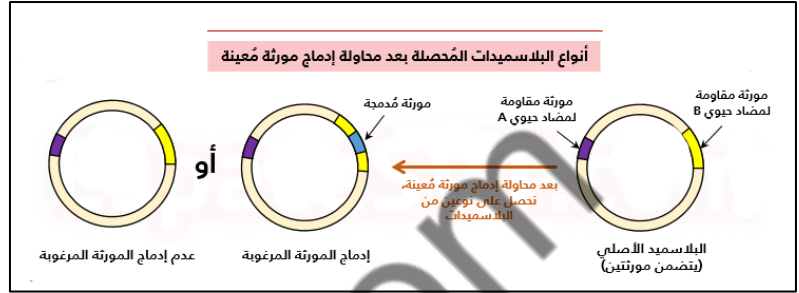 أنواع البلاسميدات المُحصلة بعد محاولة إدماج مورثة مُعينة
مورثة مقاومة
لمضاد حيوي B
مورثة مقاومة
لمضاد حيوي A
مورثة مُدمجة
أو
بعد محاولة إدماج مورثة مُعينة،
نحصل على نوعين من
البلاسميدات
البلاسميد الأصلي
(يتضمن مورثتين)
إدماج المورثة المرغوبة
عدم إدماج المورثة المرغوبة
om